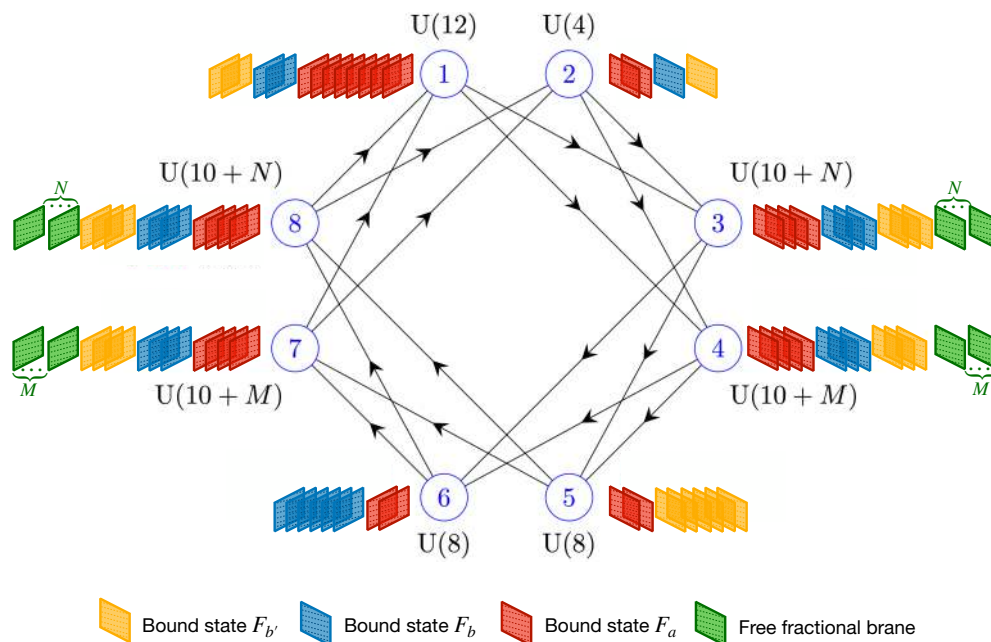 U(12) U(4)
1 2
U(10 + N) U(10 + N)
N N
8 3
7 4
M M
U(10 + M) U(10 + M)
6 5
U(8) U(8)
Bound state F_{b'} Bound state F_b Bound state F_a Free fractional brane